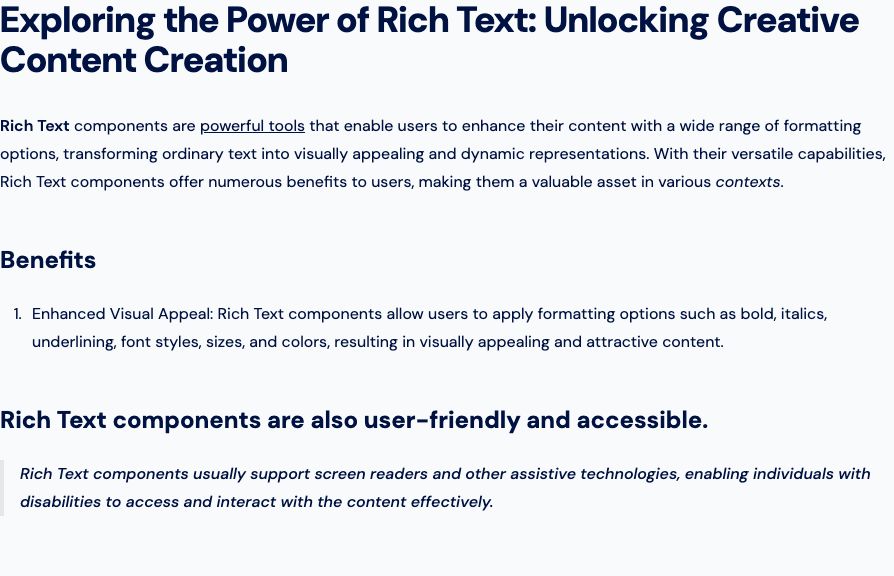 Exploring the Power of Rich Text: Unlocking Creative
Content Creation
Rich Text components are powerful tools that enable users to enhance their content with a wide range of formatting
options, transforming ordinary text into visually appealing and dynamic representations. With their versatile capabilities,
Rich Text components offer numerous benefits to users, making them a valuable asset in various contexts.
Benefits
1. Enhanced Visual Appeal: Rich Text components allow users to apply formatting options such as bold, italics,
underlining, font styles, sizes, and colors, resulting in visually appealing and attractive content.
Rich Text components are also user-friendly and accessible.
Rich Text components usually support screen readers and other assistive technologies, enabling individuals with
disabilities to access and interact with the content effectively.